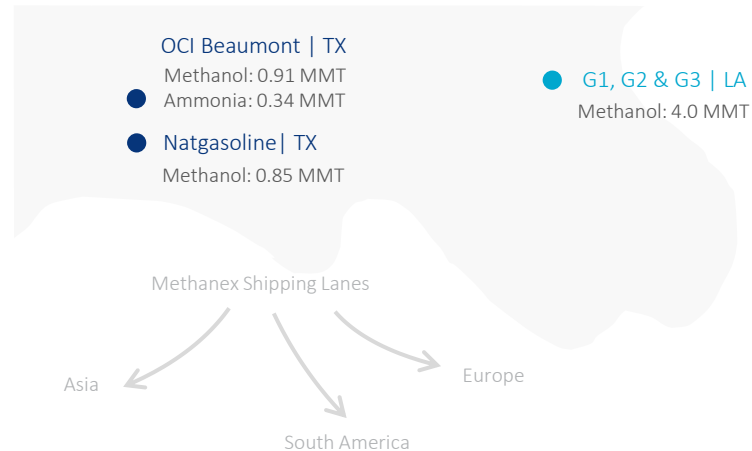 OCI Beaumont | TX
Methanol: 0.91 MMT
Ammonia: 0.34 MMT
Natgasoline| TX
Methanol: 0.85 MMT
G1, G2 & G3 | LA
Methanol: 4.0 MMT
Methanex Shipping Lanes
Asia
Europe
South America